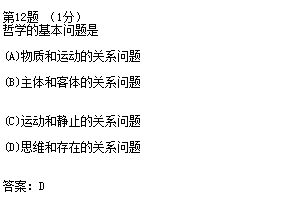 第12题 （1分）
哲学的基本问题是
(A)物质和运动的关系问题
(B)主体和客体的关系问题
(C)运动和静止的关系问题
(D)思维和存在的关系问题
答案：D